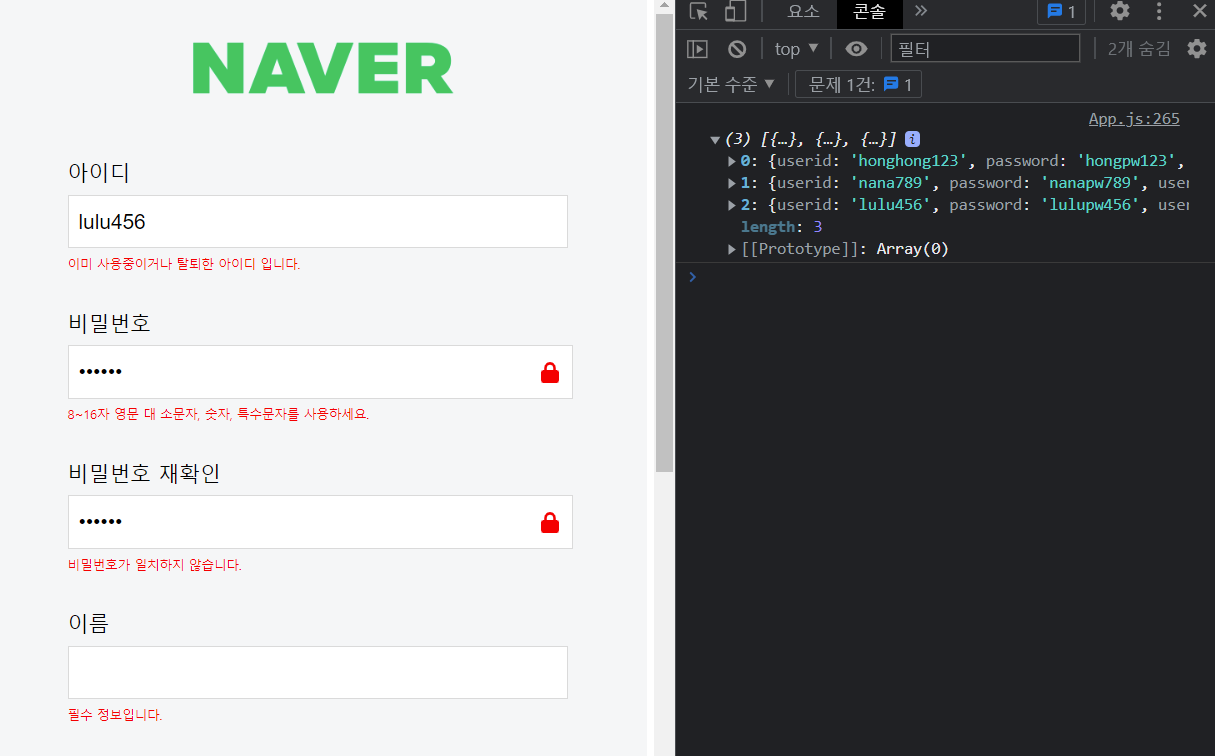 NAVER
아이디
lulu456
이미 사용중이거나 탈퇴한 아이디 입니다.
비밀번호
••••••
8~16자 영문 대 소문자, 숫자, 특수문자를 사용하세요.
비밀번호 재확인
••••••
비밀번호가 일치하지 않습니다.
이름
필수 정보입니다.
요소 콘솔 » 1
top ▼ 필터 2개 숨김
기본 수준 ▼ 문제 1건: 1
App.js:265
▼(3) [{…}, {…}, {…}] i
▶0: {userid: 'honghong123', password: 'hongpw123',
▶1: {userid: 'nana789', password: 'nanapw789', user
▶2: {userid: 'lulu456', password: 'lulupw456', user
length: 3
▶[[Prototype]]: Array(0)